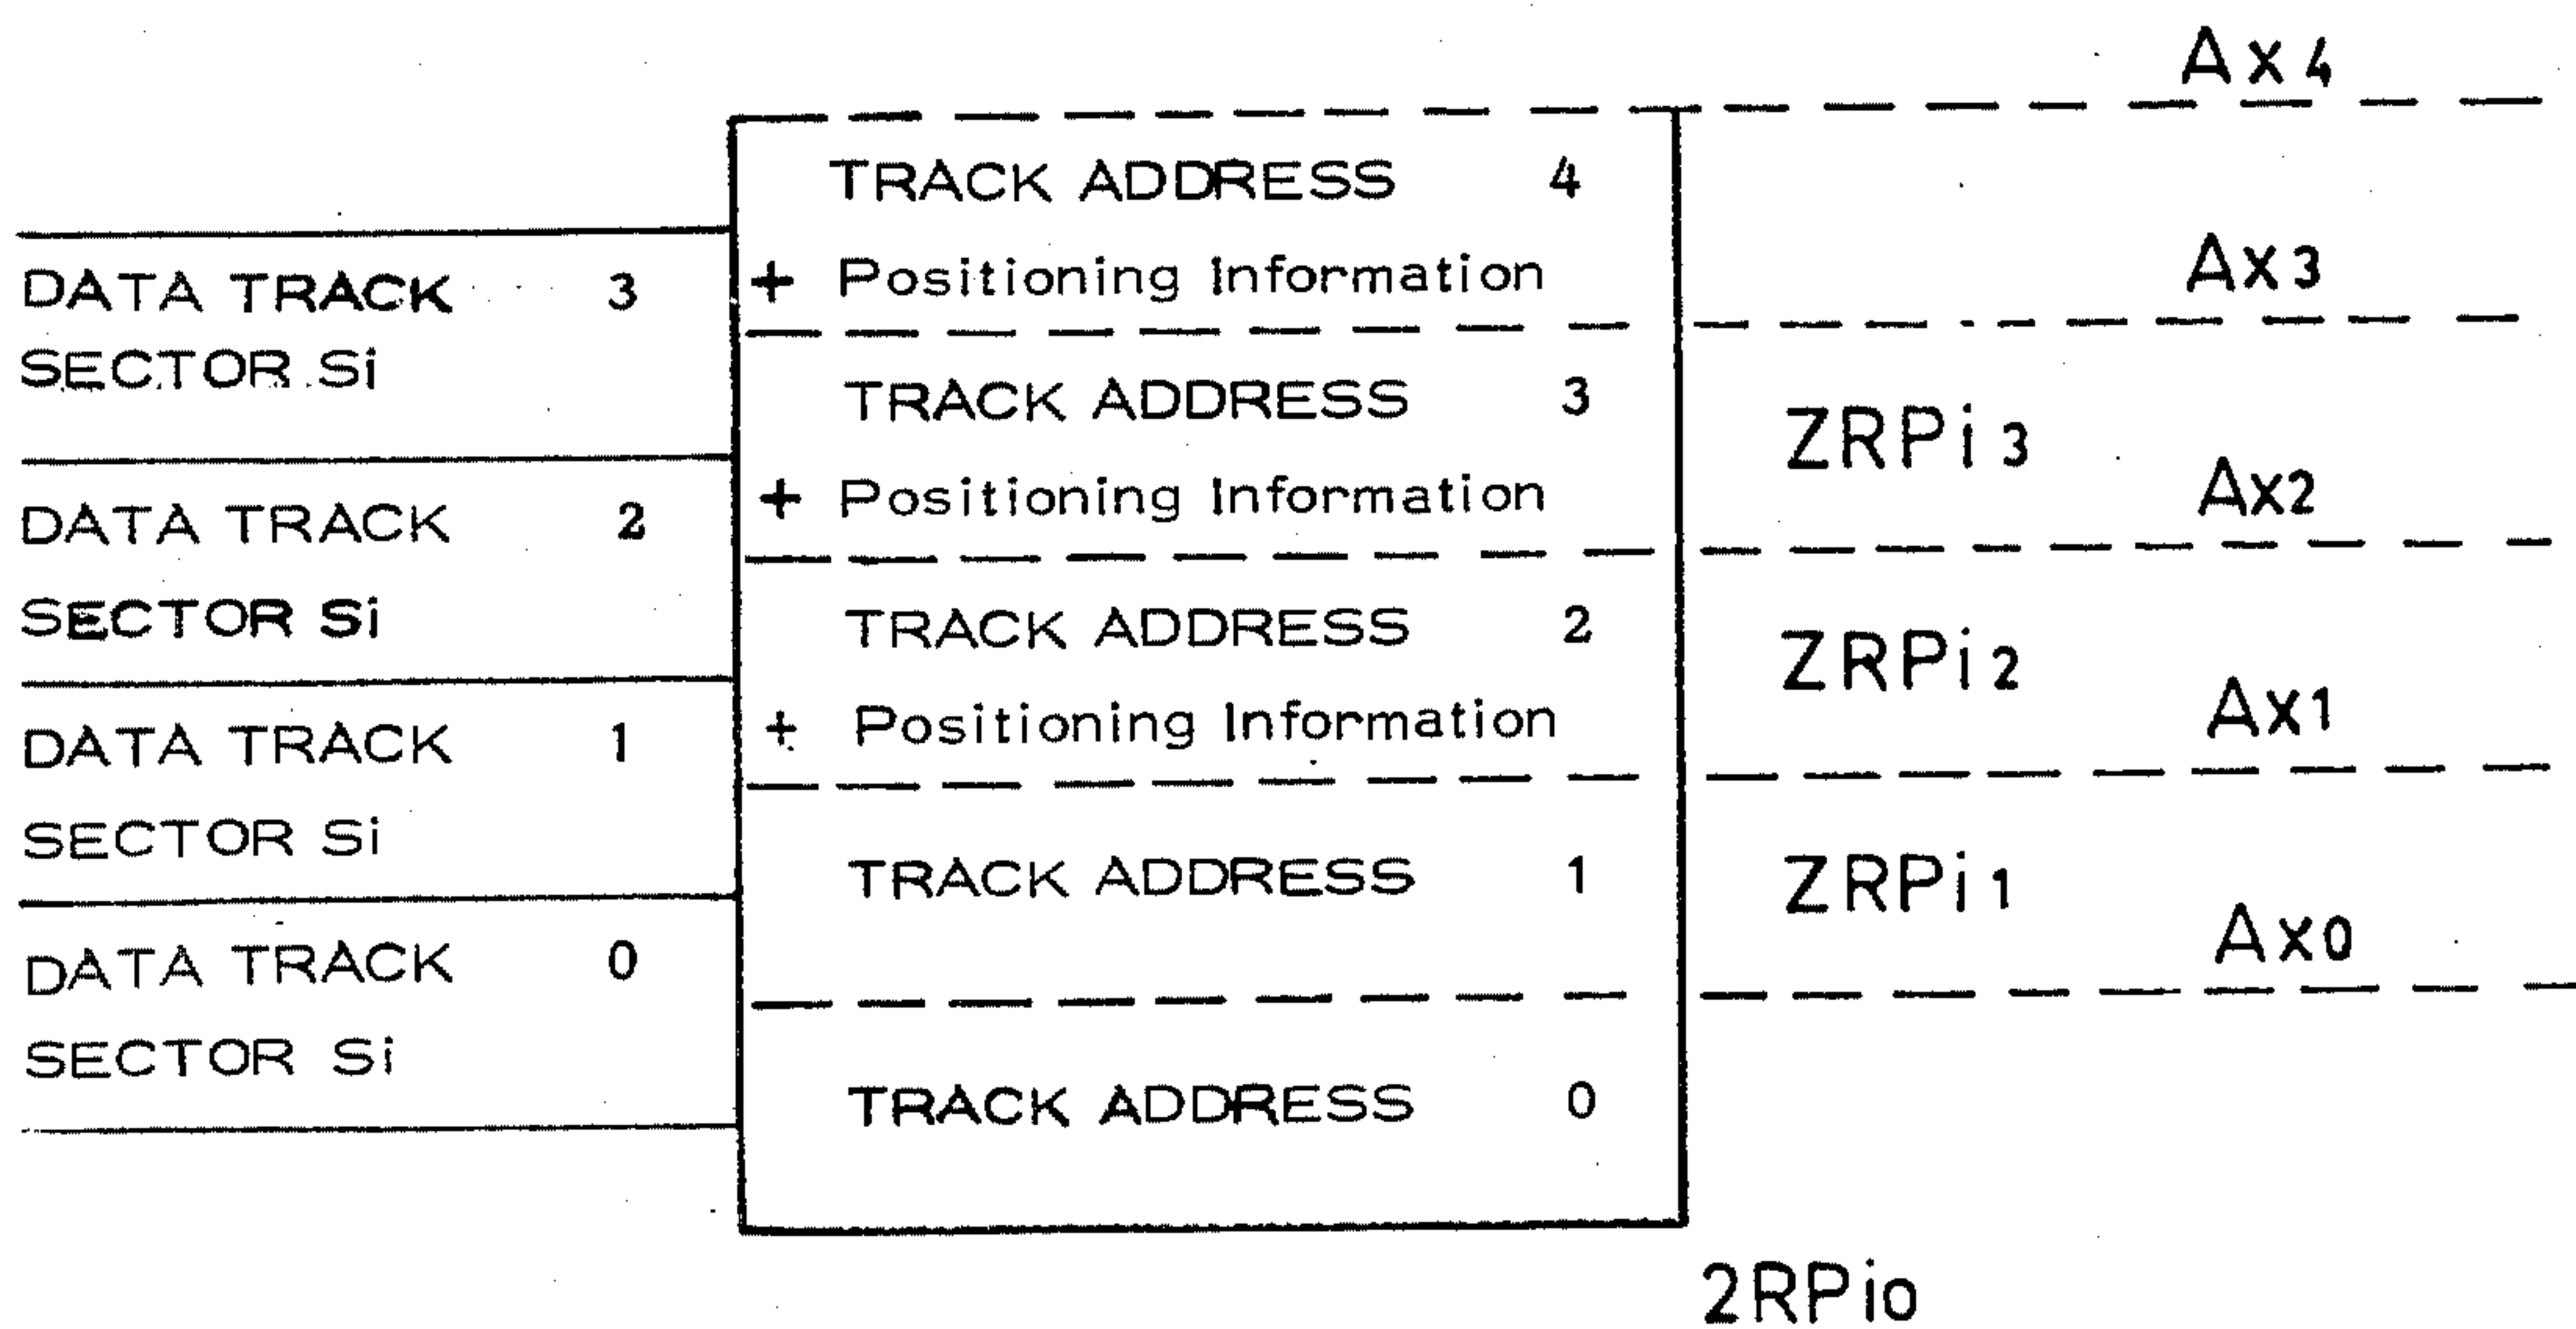 Ax4
TRACK ADDRESS 4
+ Positioning Information
Ax3
DATA TRACK 3
SECTOR Si
TRACK ADDRESS 3
+ Positioning Information
ZRPi3
Ax2
DATA TRACK 2
SECTOR Si
TRACK ADDRESS 2
+ Positioning Information
ZRPi2
Ax1
DATA TRACK 1
SECTOR Si
TRACK ADDRESS 1
ZRPi1
Ax0
DATA TRACK 0
SECTOR Si
TRACK ADDRESS 0
2RPio